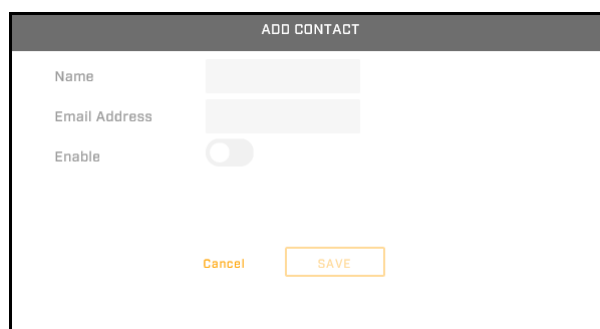 ADD CONTACT
Name
Email Address
Enable
Cancel SAVE